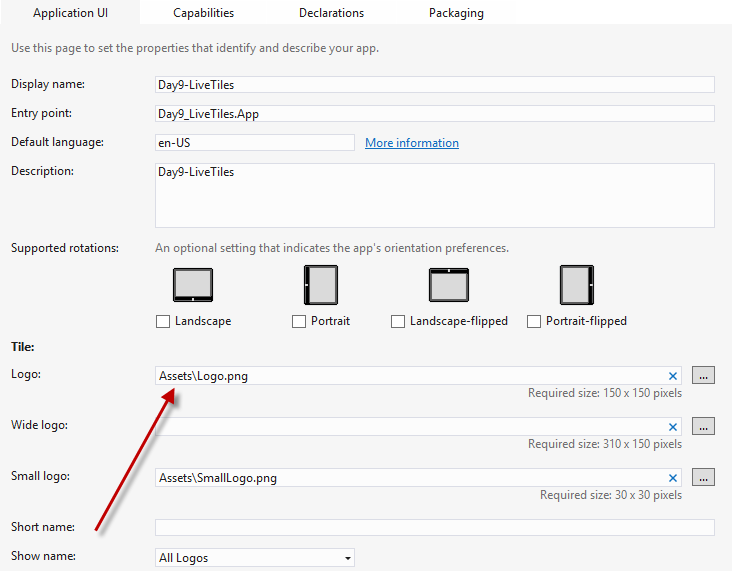 Application UI Capabilities Declarations Packaging
Use this page to set the properties that identify and describe your app.
Display name: Day9-LiveTiles
Entry point: Day9_LiveTiles.App
Default language: en-US More information
Description: Day9-LiveTiles
Supported rotations: An optional setting that indicates the app's orientation preferences.
Landscape Portrait Landscape-flipped Portrait-flipped
Tile:
Logo: Assets\Logo.png ...
Required size: 150 x 150 pixels
Wide logo: ...
Required size: 310 x 150 pixels
Small logo: Assets\SmallLogo.png ...
Required size: 30 x 30 pixels
Short name:
Show name: All Logos